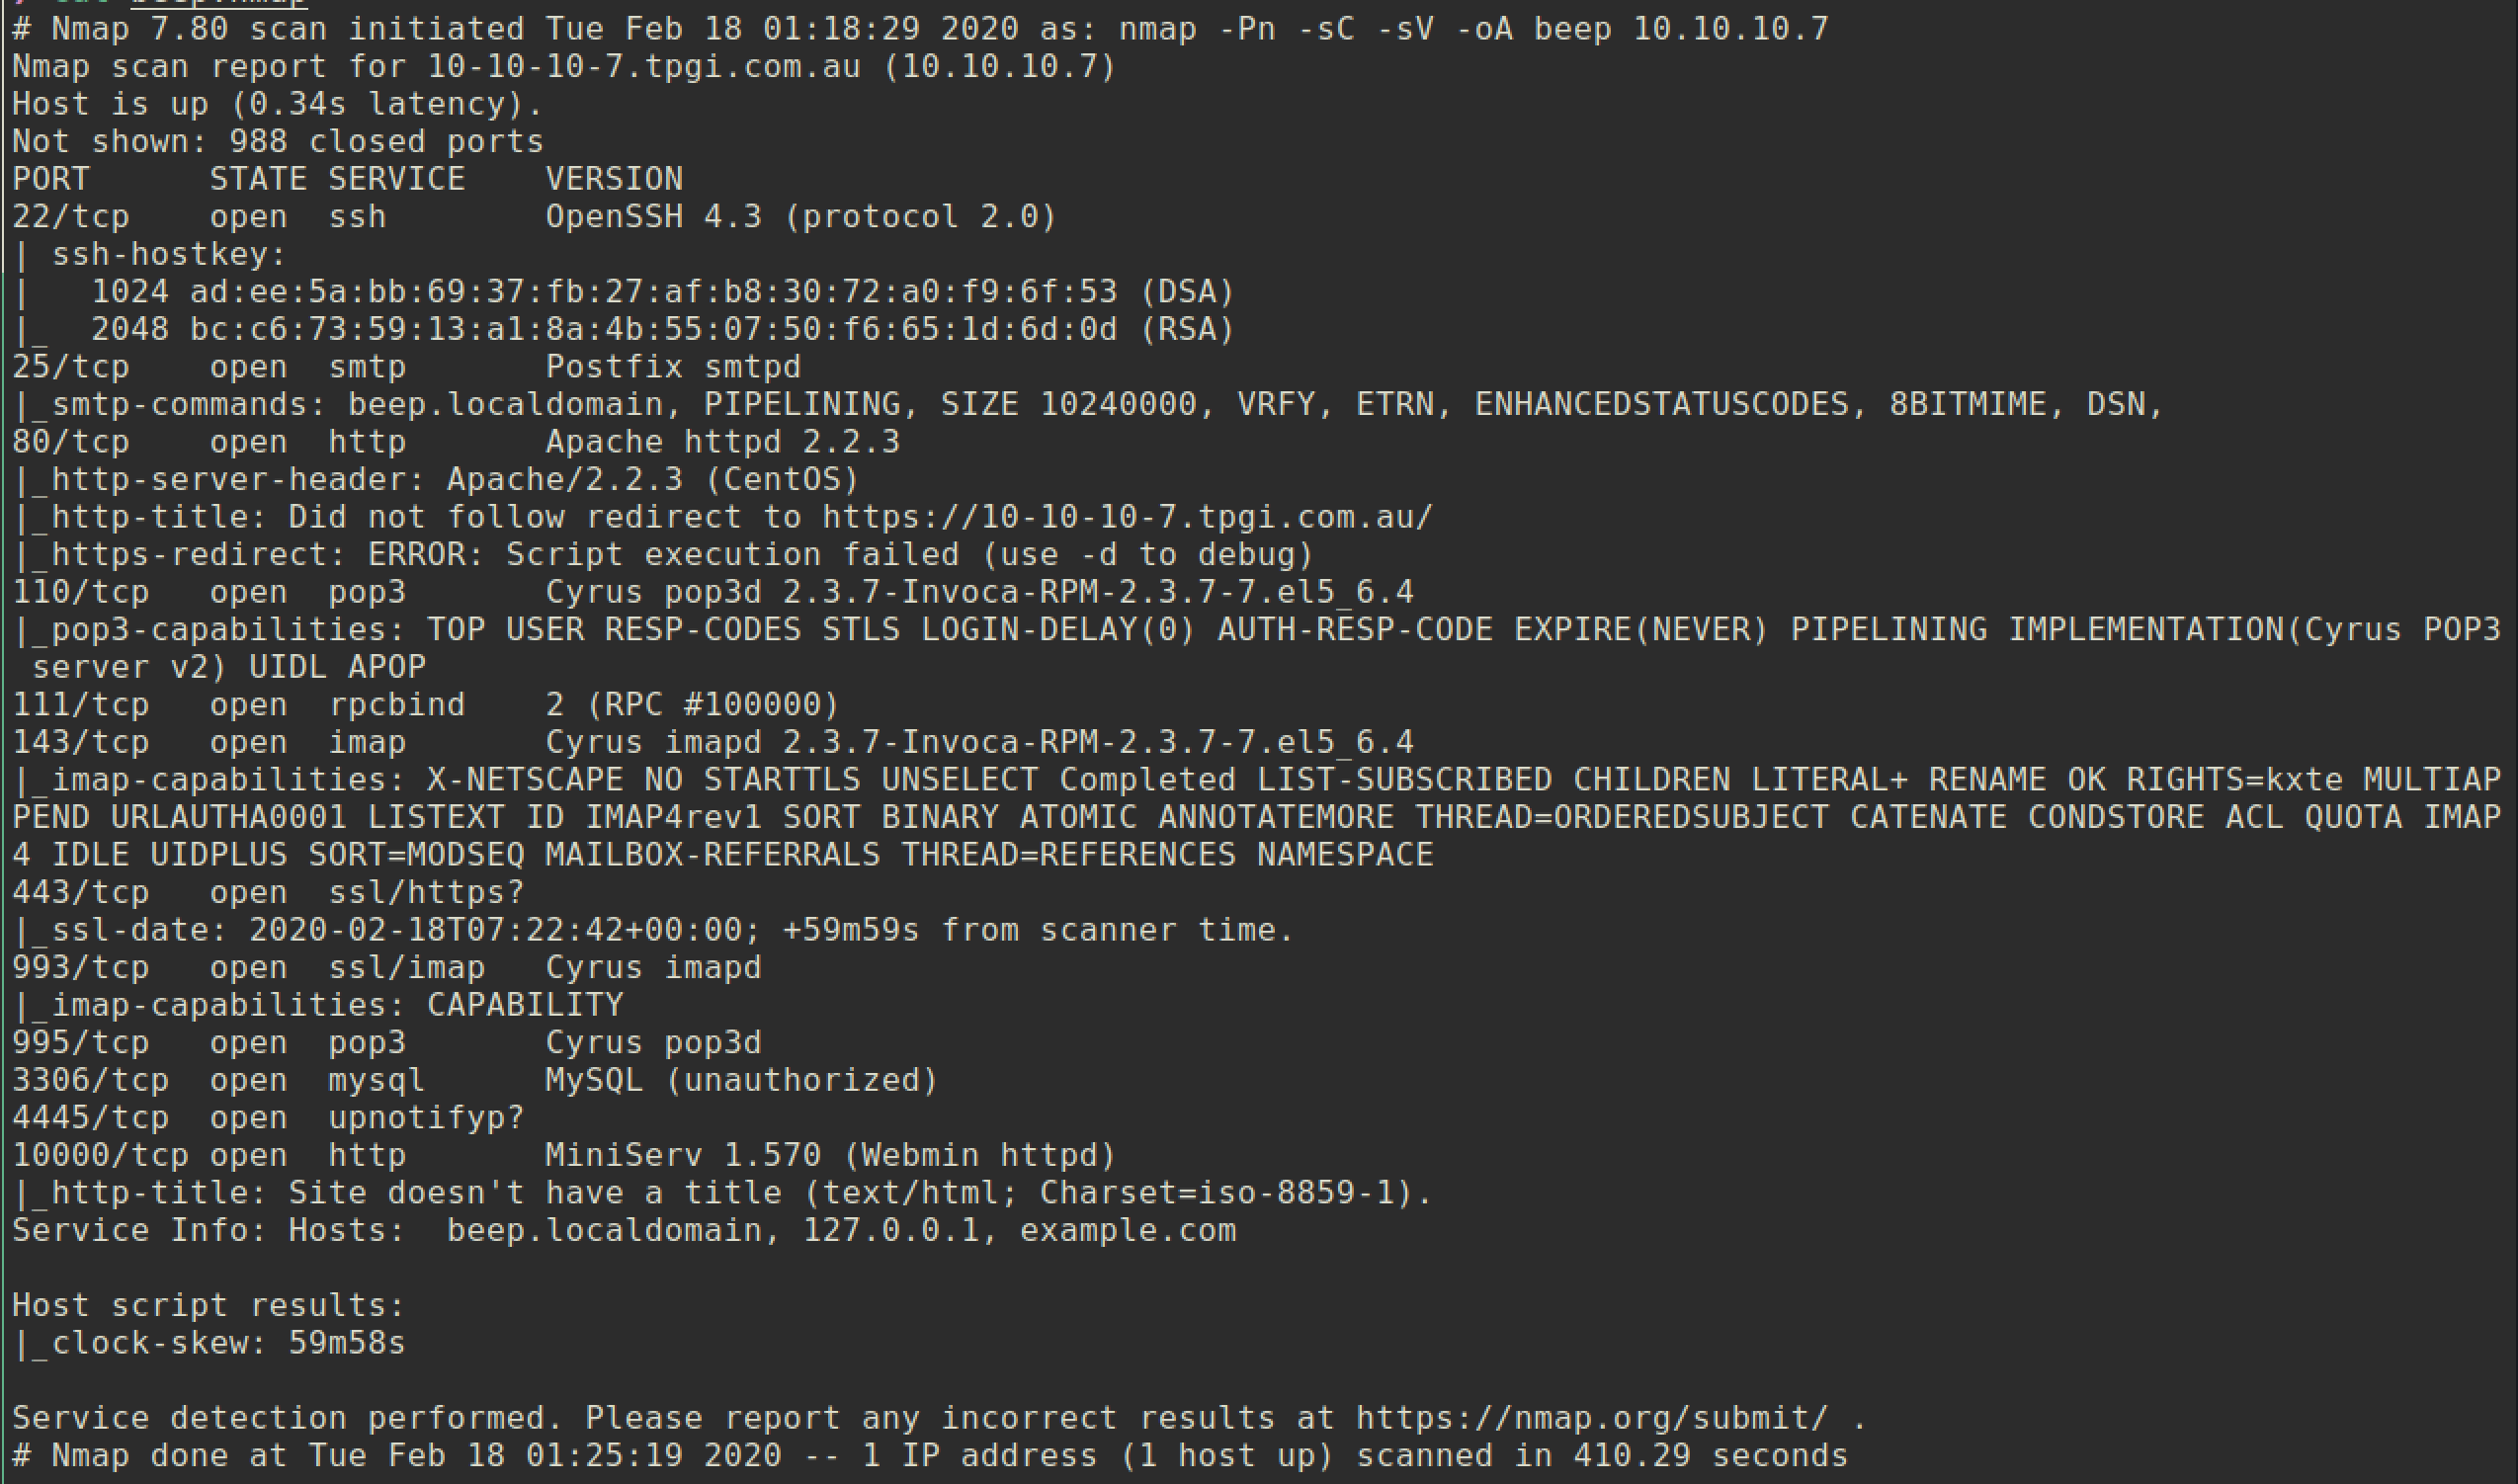 # Nmap 7.80 scan initiated Tue Feb 18 01:18:29 2020 as: nmap -Pn -sC -sV -oA beep 10.10.10.7
Nmap scan report for 10-10-10-7.tpgi.com.au (10.10.10.7)
Host is up (0.34s latency).
Not shown: 988 closed ports
PORT      STATE SERVICE    VERSION
22/tcp    open  ssh        OpenSSH 4.3 (protocol 2.0)
| ssh-hostkey:
|   1024 ad:ee:5a:bb:69:37:fb:27:af:b8:30:72:a0:f9:6f:53 (DSA)
|_  2048 bc:c6:73:59:13:a1:8a:4b:55:07:50:f6:65:1d:6d:0d (RSA)
25/tcp    open  smtp       Postfix smtpd
|_smtp-commands: beep.localdomain, PIPELINING, SIZE 10240000, VRFY, ETRN, ENHANCEDSTATUSCODES, 8BITMIME, DSN,
80/tcp    open  http       Apache httpd 2.2.3
|_http-server-header: Apache/2.2.3 (CentOS)
|_http-title: Did not follow redirect to https://10-10-10-7.tpgi.com.au/
|_https-redirect: ERROR: Script execution failed (use -d to debug)
110/tcp   open  pop3       Cyrus pop3d 2.3.7-Invoca-RPM-2.3.7-7.el5_6.4
|_pop3-capabilities: TOP USER RESP-CODES STLS LOGIN-DELAY(0) AUTH-RESP-CODE EXPIRE(NEVER) PIPELINING IMPLEMENTATION(Cyrus POP3
 server v2) UIDL APOP
111/tcp   open  rpcbind    2 (RPC #100000)
143/tcp   open  imap       Cyrus imapd 2.3.7-Invoca-RPM-2.3.7-7.el5_6.4
|_imap-capabilities: X-NETSCAPE NO STARTTLS UNSELECT Completed LIST-SUBSCRIBED CHILDREN LITERAL+ RENAME OK RIGHTS=kxte MULTIAP
PEND URLAUTHA0001 LISTEXT ID IMAP4rev1 SORT BINARY ATOMIC ANNOTATEMORE THREAD=ORDEREDSUBJECT CATENATE CONDSTORE ACL QUOTA IMAP
4 IDLE UIDPLUS SORT=MODSEQ MAILBOX-REFERRALS THREAD=REFERENCES NAMESPACE
443/tcp   open  ssl/https?
|_ssl-date: 2020-02-18T07:22:42+00:00; +59m59s from scanner time.
993/tcp   open  ssl/imap   Cyrus imapd
|_imap-capabilities: CAPABILITY
995/tcp   open  pop3       Cyrus pop3d
3306/tcp  open  mysql      MySQL (unauthorized)
4445/tcp  open  upnotifyp?
10000/tcp open  http       MiniServ 1.570 (Webmin httpd)
|_http-title: Site doesn't have a title (text/html; Charset=iso-8859-1).
Service Info: Hosts:  beep.localdomain, 127.0.0.1, example.com

Host script results:
|_clock-skew: 59m58s

Service detection performed. Please report any incorrect results at https://nmap.org/submit/ .
# Nmap done at Tue Feb 18 01:25:19 2020 -- 1 IP address (1 host up) scanned in 410.29 seconds